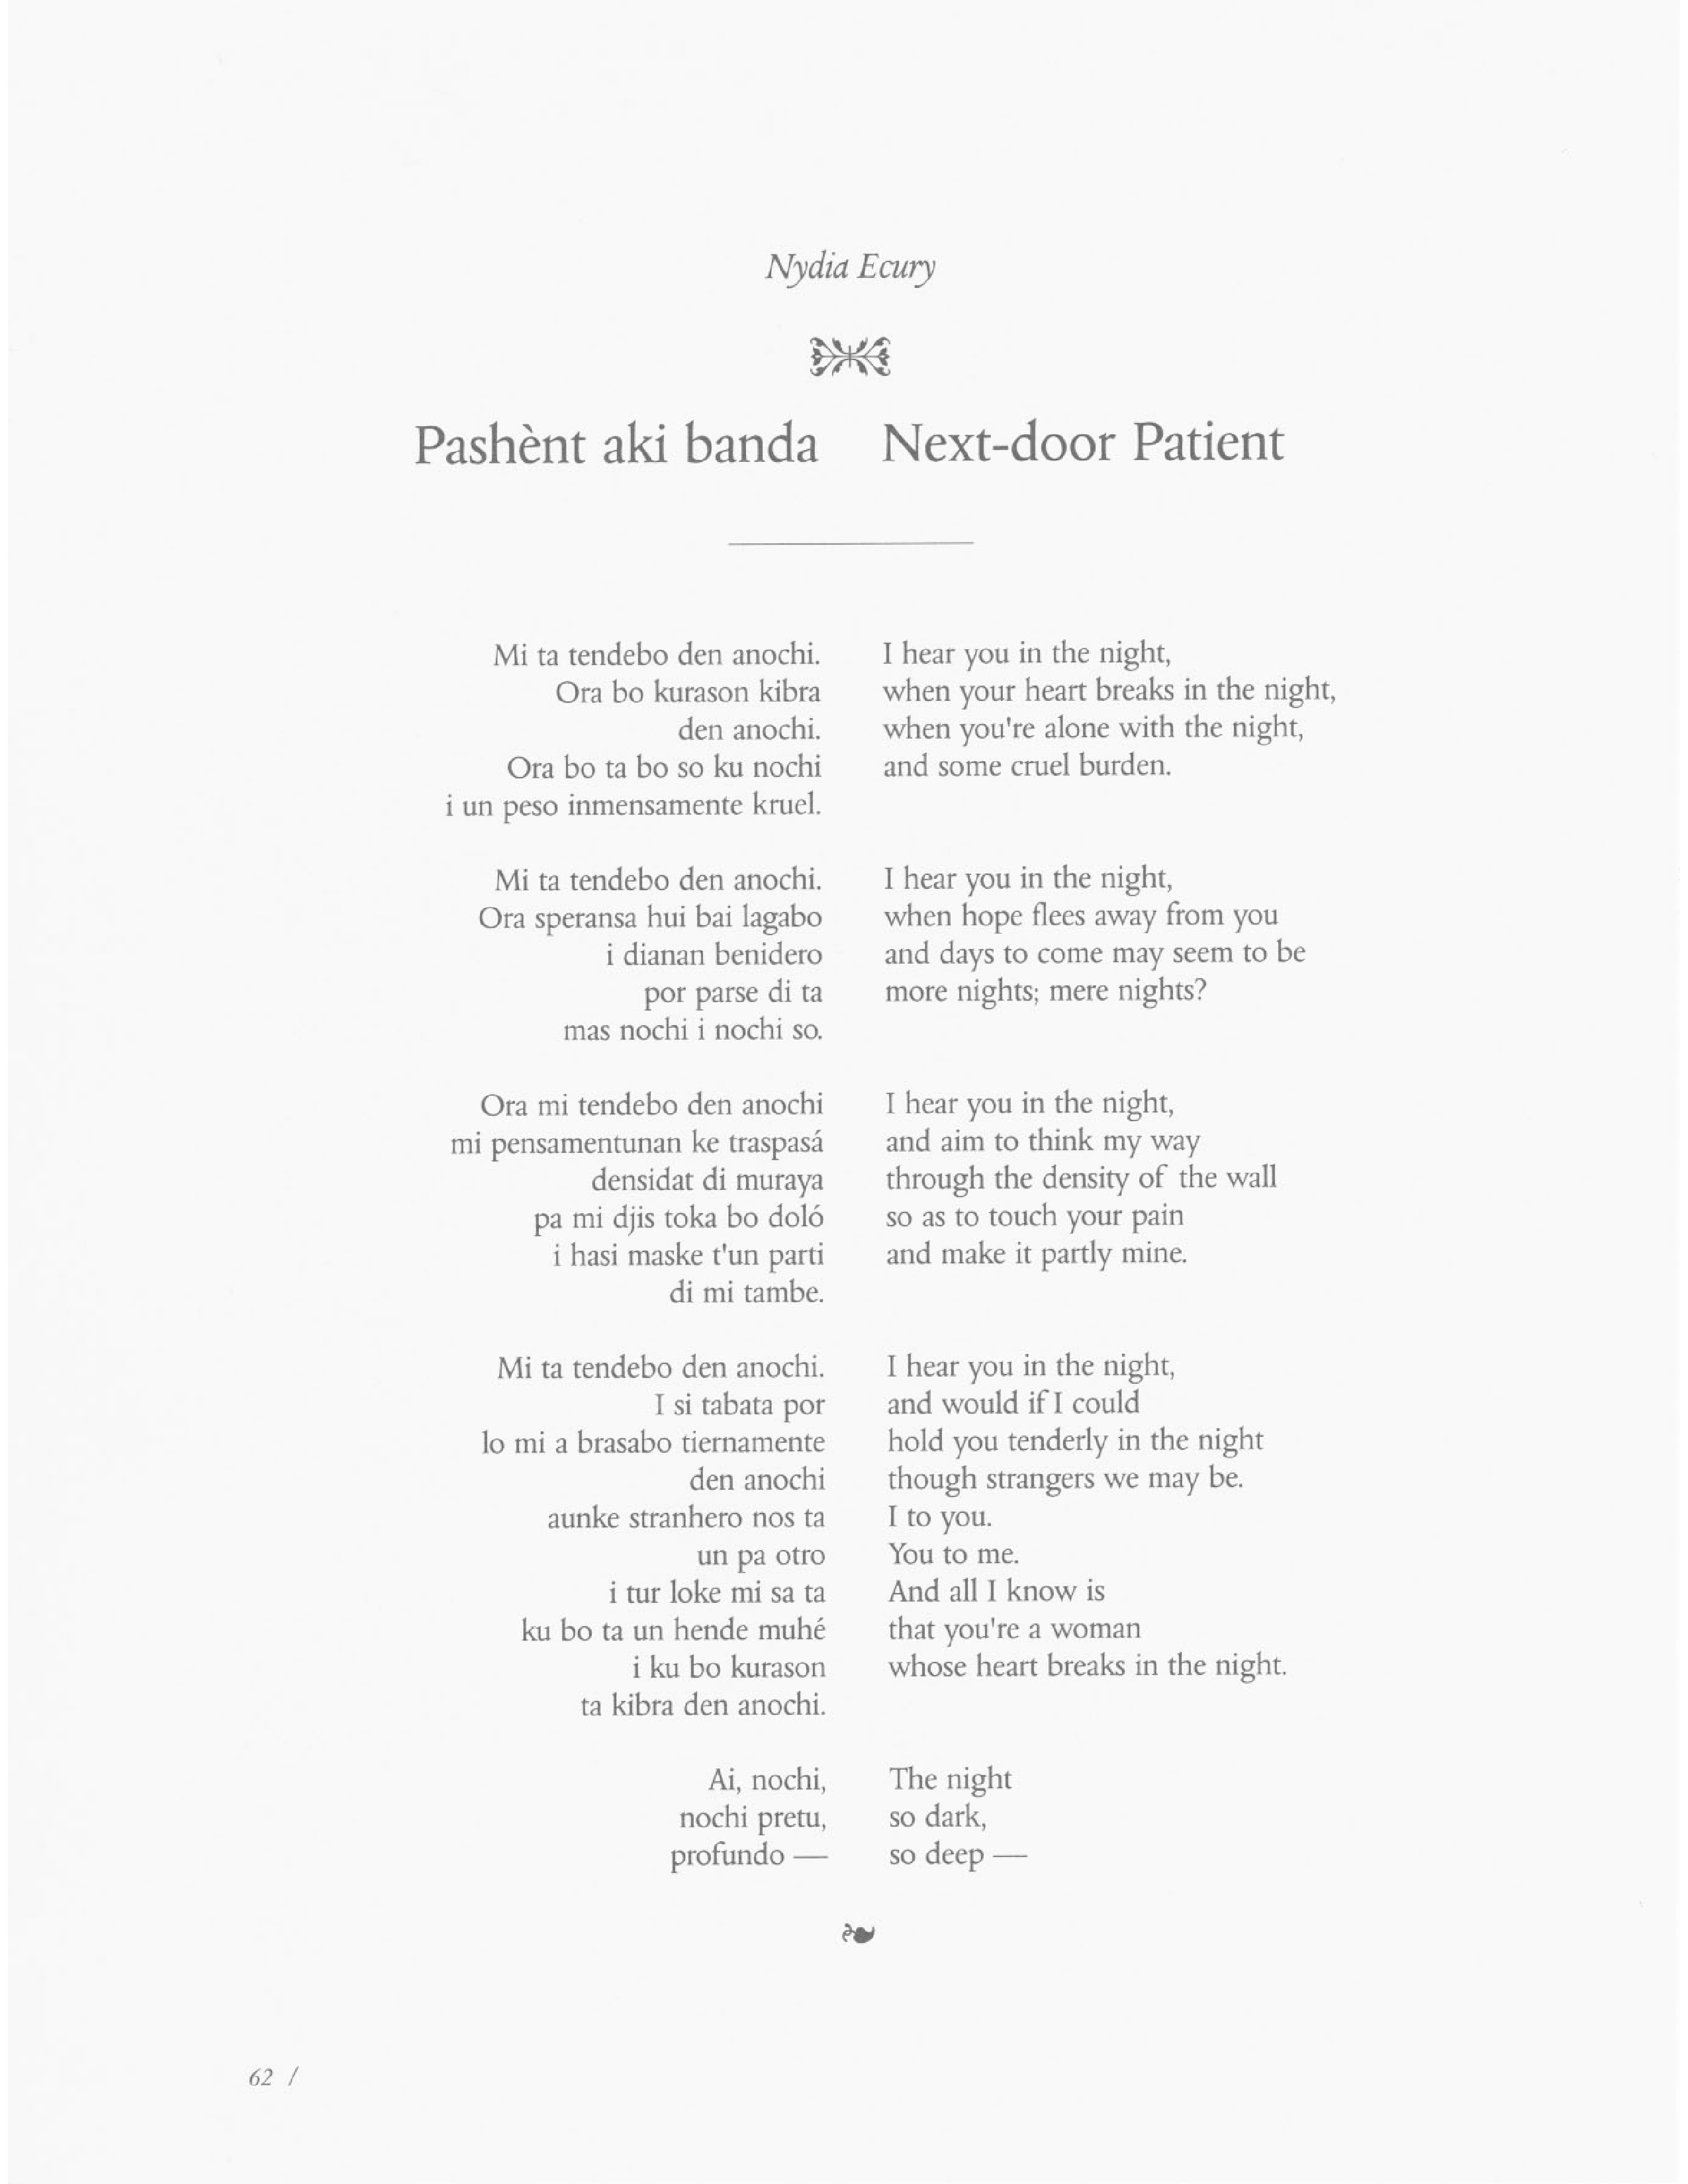 Nydia Ecury
Pashènt aki banda
Mi ta tendebo den anochi.
Ora bo kurason kibra
den anochi.
Ora bo ta bo so ku nochi
i un peso inmensamente kruel.
Mi ta tendebo den anochi.
Ora speransa hui bai lagabo
i dianan benidero
por parse di ta
mas nochi i nochi so.
Ora mi tendebo den anochi
mi pensamentunan ke traspasá
densidat di muraya
pa mi djis toka bo doló
i hasi maske t'un parti
di mi tambe.
Mi ta tendebo den anochi.
I si tabata por
lo mi a brasabo tiernamente
den anochi
aunke stranhero nos ta
un pa otro
i tur loke mi sa ta
ku bo ta un hende muhé
i ku bo kurason
ta kibra den anochi.
Ai, nochi,
nochi pretu,
profundo —
Next-door Patient
I hear you in the night,
when your heart breaks in the night,
when you're alone with the night,
and some cruel burden.
I hear you in the night,
when hope flees away from you
and days to come may seem to be
more nights; mere nights?
I hear you in the night,
and aim to think my way
through the density of the wall
so as to touch your pain
and make it partly mine.
I hear you in the night,
and would if I could
hold you tenderly in the night
though strangers we may be.
I to you.
You to me.
And all I know is
that you're a woman
whose heart breaks in the night.
The night
so dark,
so deep —
62 /